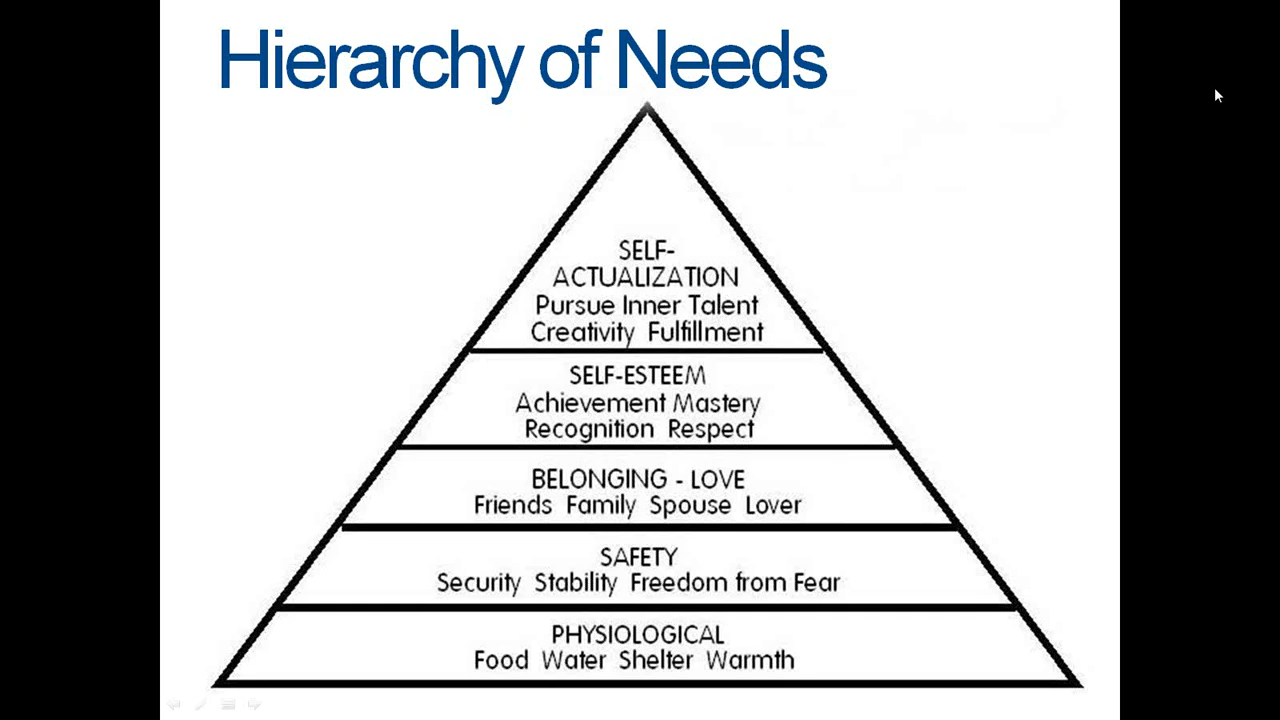 Hierarchy of Needs
SELF-
ACTUALIZATION
Pursue Inner Talent
Creativity Fulfillment
SELF-ESTEEM
Achievement Mastery
Recognition Respect
BELONGING - LOVE
Friends Family Spouse Lover
SAFETY
Security Stability Freedom from Fear
PHYSIOLOGICAL
Food Water Shelter Warmth